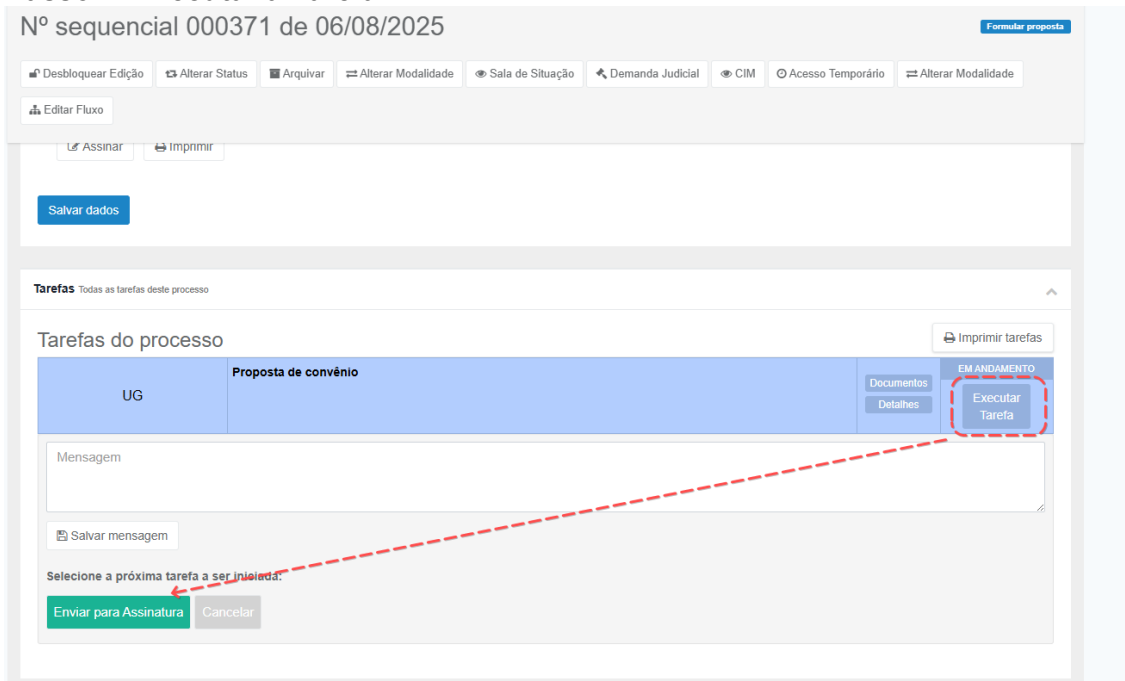 Nº sequencial 000371 de 06/08/2025
Formular proposta
Desbloquear Edição Alterar Status Arquivar Alterar Modalidade Sala de Situação Demanda Judicial CIM Acesso Temporário Alterar Modalidade
Editar Fluxo
Assinar Imprimir
Salvar dados
Tarefas Todas as tarefas deste processo
Tarefas do processo
Imprimir tarefas
UG
Proposta de convênio
Documentos
Detalhes
EM ANDAMENTO
Executar
Tarefa
Mensagem
Salvar mensagem
Selecione a próxima tarefa a ser iniciada:
Enviar para Assinatura Cancelar